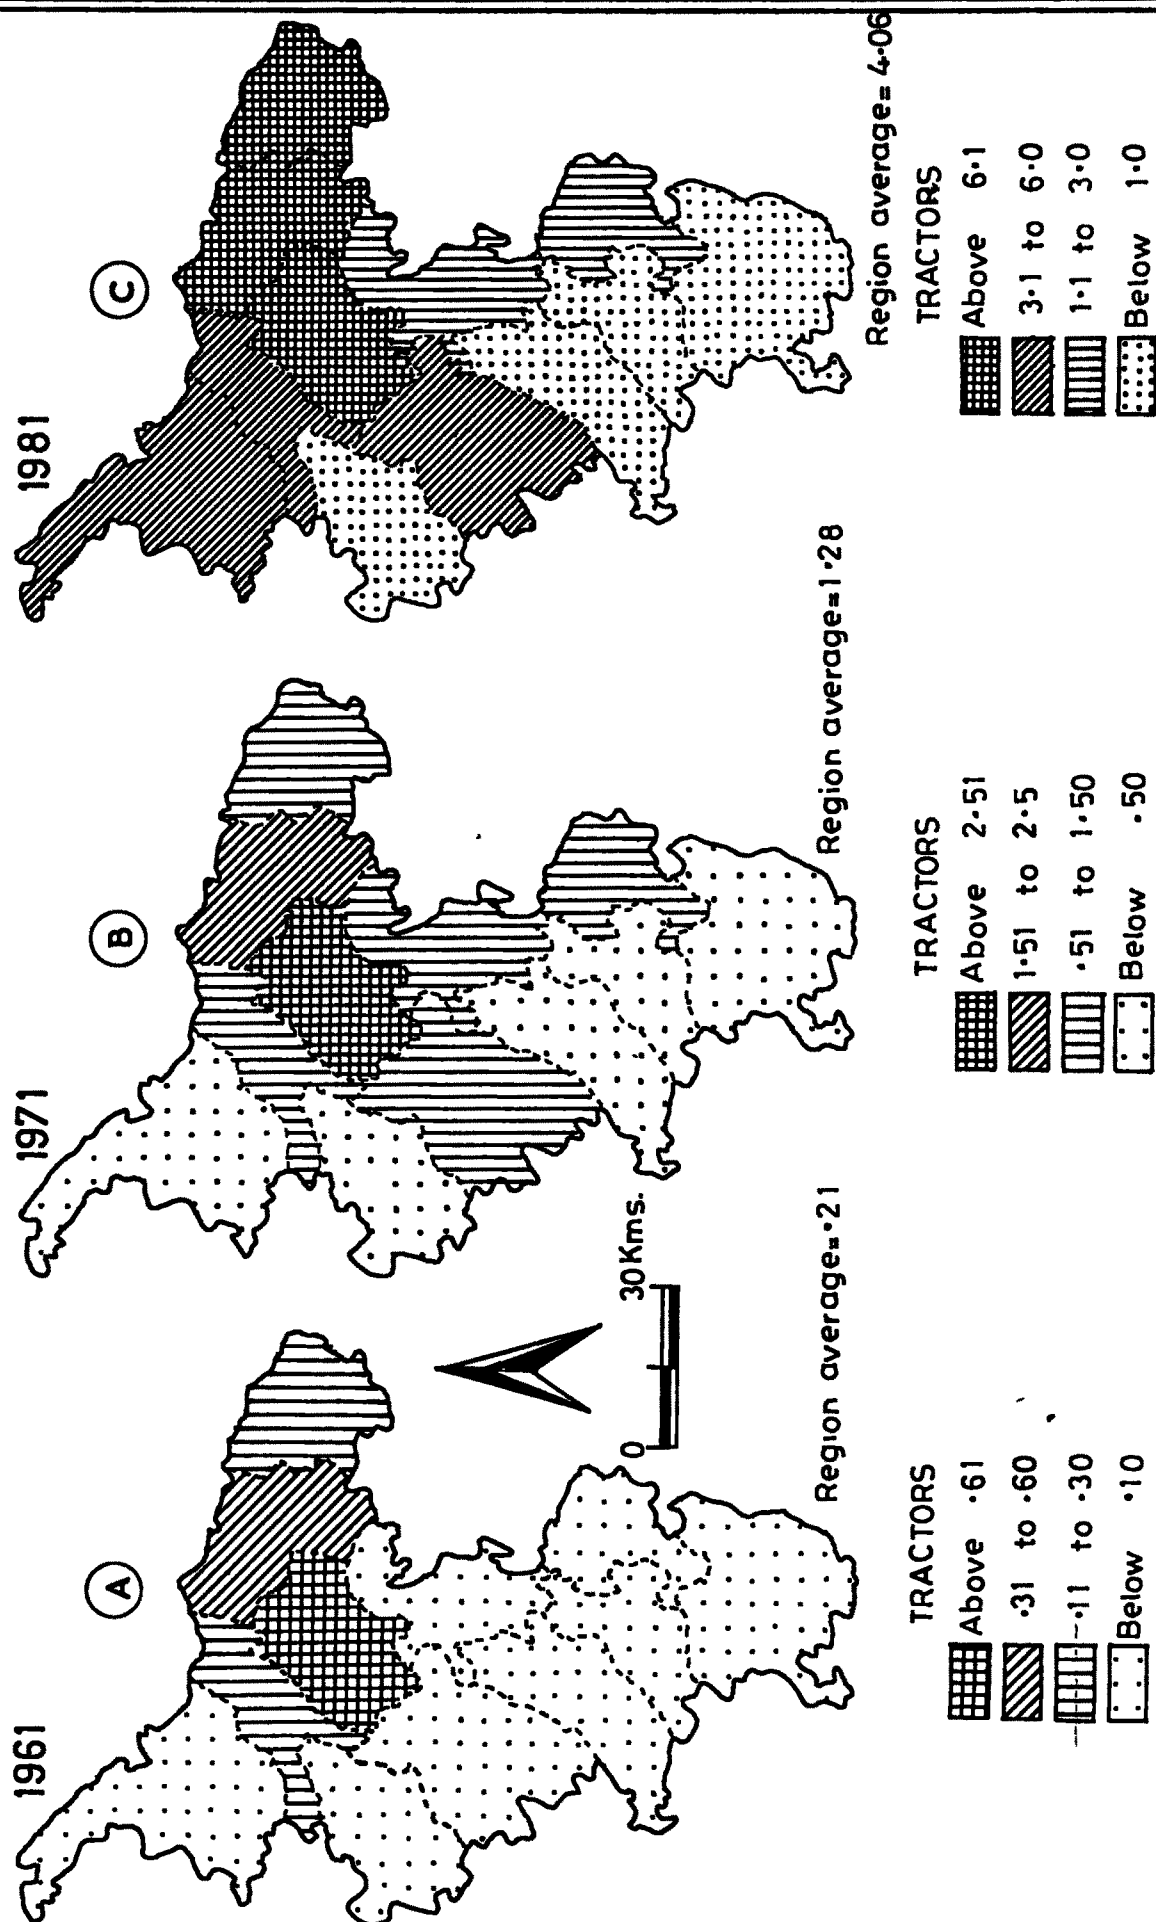 1961
A
Region average=·21
TRACTORS
Above ·61
·31 to ·60
·11 to ·30
Below ·10
0 30 Kms.
1971
B
Region average=1·28
TRACTORS
Above 2·51
1·51 to 2·5
·51 to 1·50
Below ·50
1981
C
Region average=4·06
TRACTORS
Above 6·1
3·1 to 6·0
1·1 to 3·0
Below 1·0